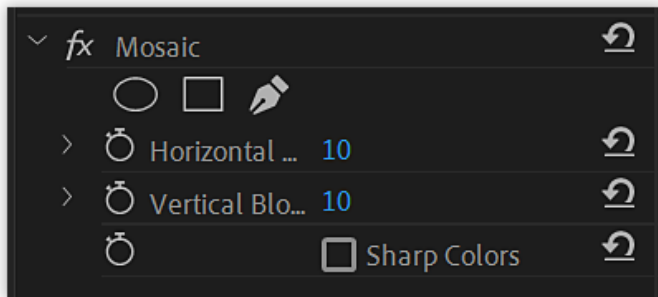 fx Mosaic
Horizontal ... 10
Vertical Blo... 10
Sharp Colors